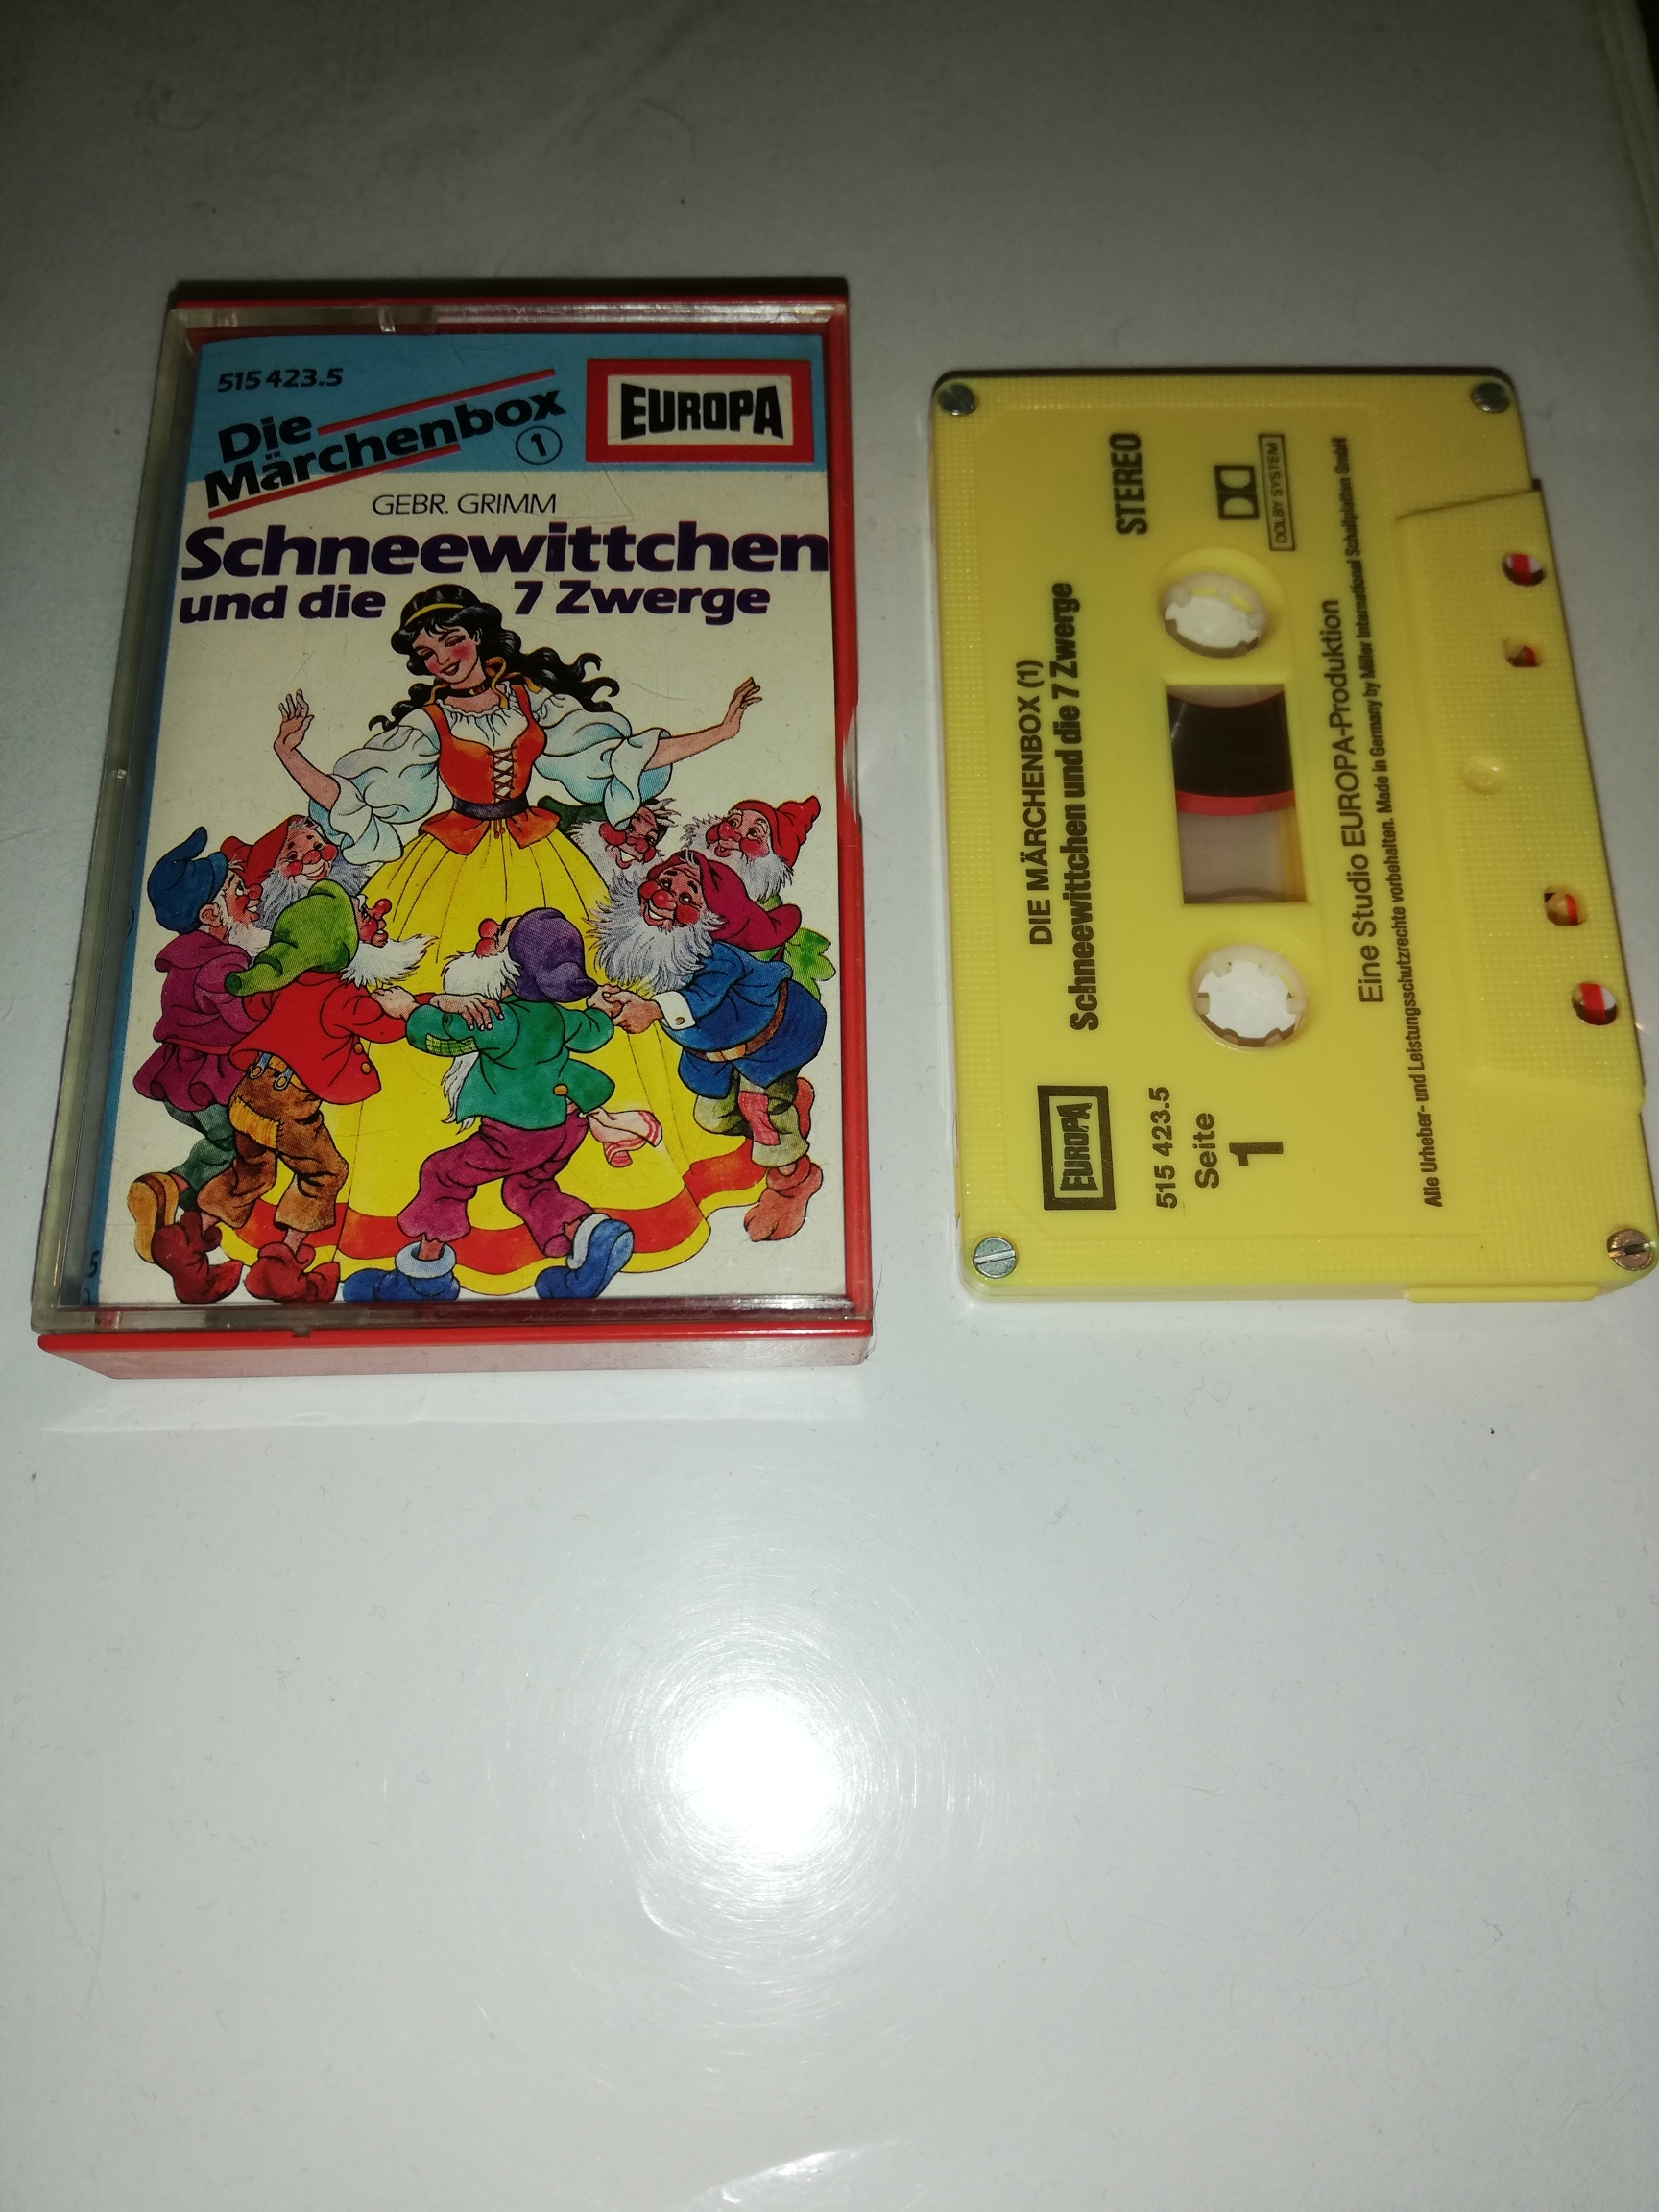 515 423.5
Die
Märchenbox
1
EUROPA
GEBR. GRIMM
Schneewittchen
und die 7 Zwerge
5
DIE MÄRCHENBOX (1)
Schneewittchen und die 7 Zwerge
STEREO
DOLBY SYSTEM
EUROPA
515 423.5
Seite
1
Eine Studio EUROPA-Produktion
Alle Urheber- und Leistungsschutzrechte vorbehalten. Made in Germany by Miller International Schallplatten GmbH